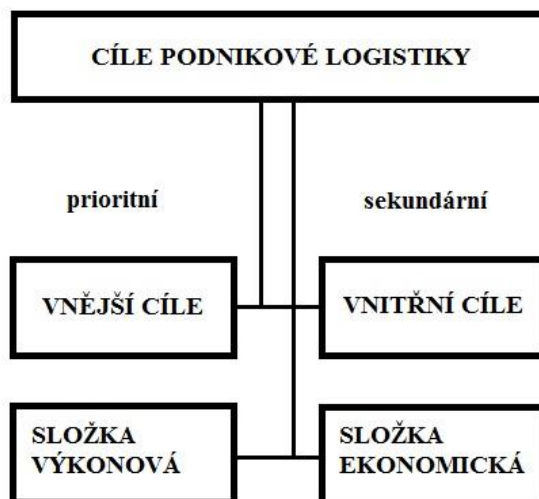 CÍLE PODNIKOVÉ LOGISTIKY
prioritní
sekundární
VNĚJŠÍ CÍLE
VNITŘNÍ CÍLE
SLOŽKA
VÝKONOVÁ
SLOŽKA
EKONOMICKÁ